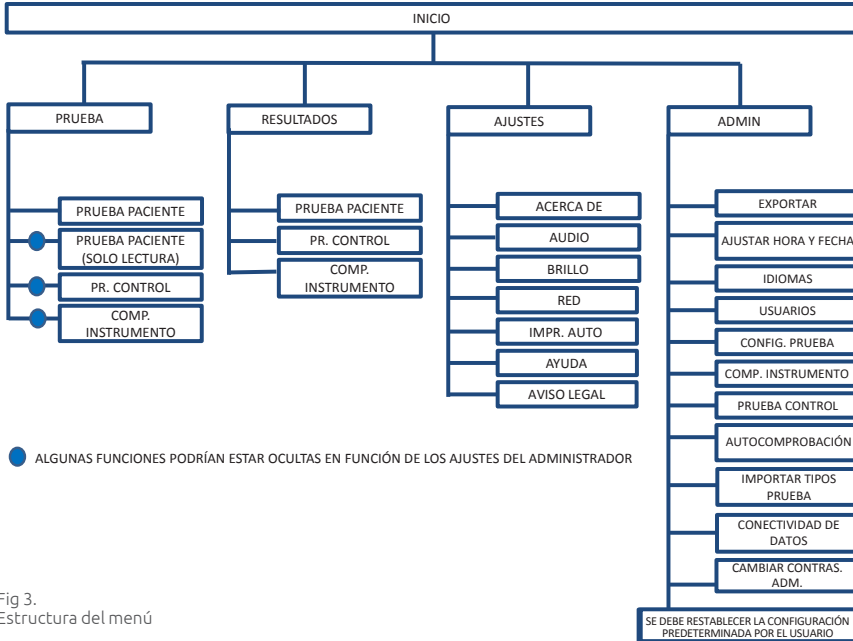 INICIO
PRUEBA
RESULTADOS
AJUSTES
ADMIN
PRUEBA PACIENTE
PRUEBA PACIENTE
(SOLO LECTURA)
PR. CONTROL
COMP.
INSTRUMENTO
PRUEBA PACIENTE
PR. CONTROL
COMP.
INSTRUMENTO
ACERCA DE
AUDIO
BRILLO
RED
IMPR. AUTO
AYUDA
AVISO LEGAL
EXPORTAR
AJUSTAR HORA Y FECHA
IDIOMAS
USUARIOS
CONFIG. PRUEBA
COMP. INSTRUMENTO
PRUEBA CONTROL
AUTOCOMPROBACIÓN
IMPORTAR TIPOS
PRUEBA
CONECTIVIDAD DE
DATOS
CAMBIAR CONTRAS.
ADM.
SE DEBE RESTABLECER LA CONFIGURACIÓN
PREDETERMINADA POR EL USUARIO
ALGUNAS FUNCIONES PODRÍAN ESTAR OCULTAS EN FUNCIÓN DE LOS AJUSTES DEL ADMINISTRADOR
Fig 3.
Estructura del menú